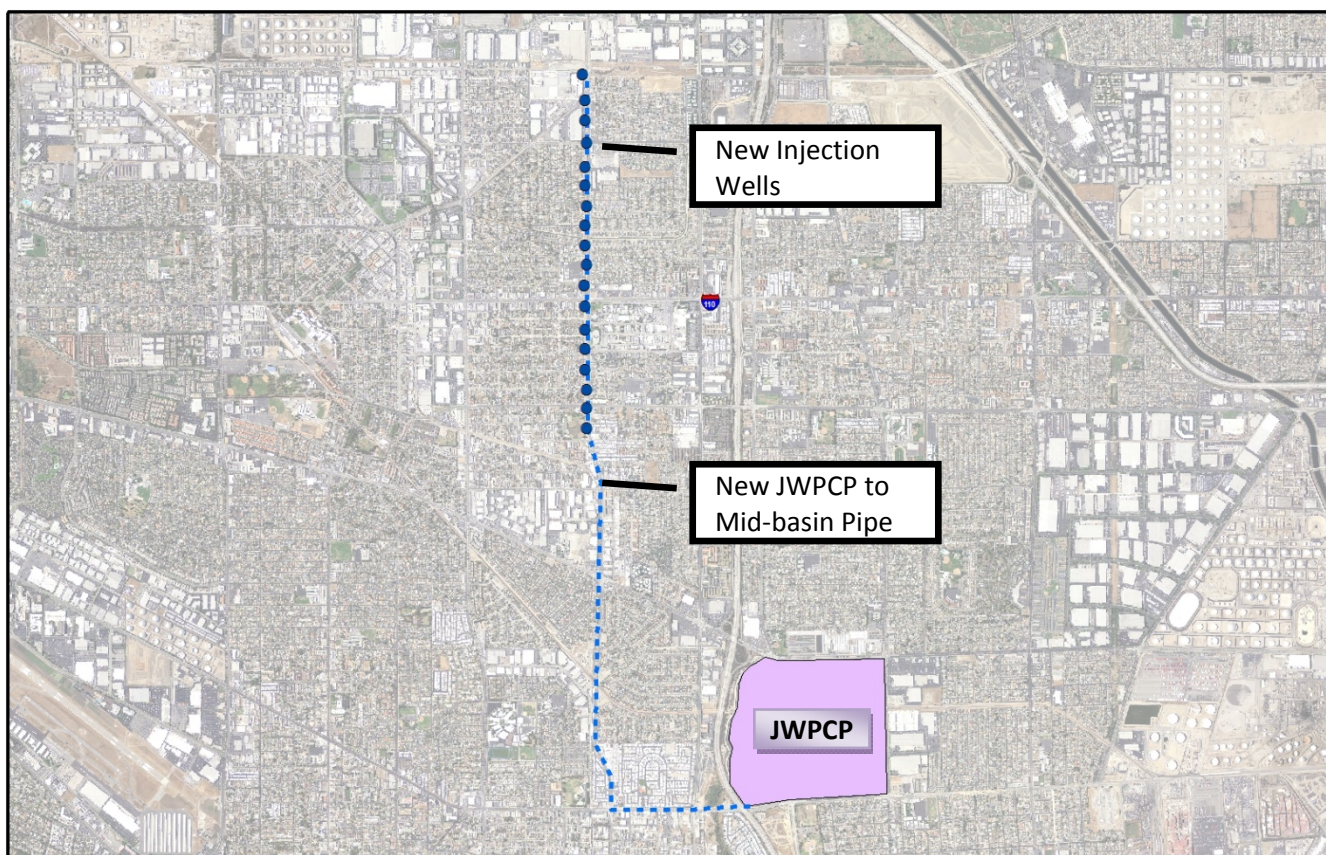 New Injection
Wells
110
New JWPCP to
Mid-basin Pipe
JWPCP